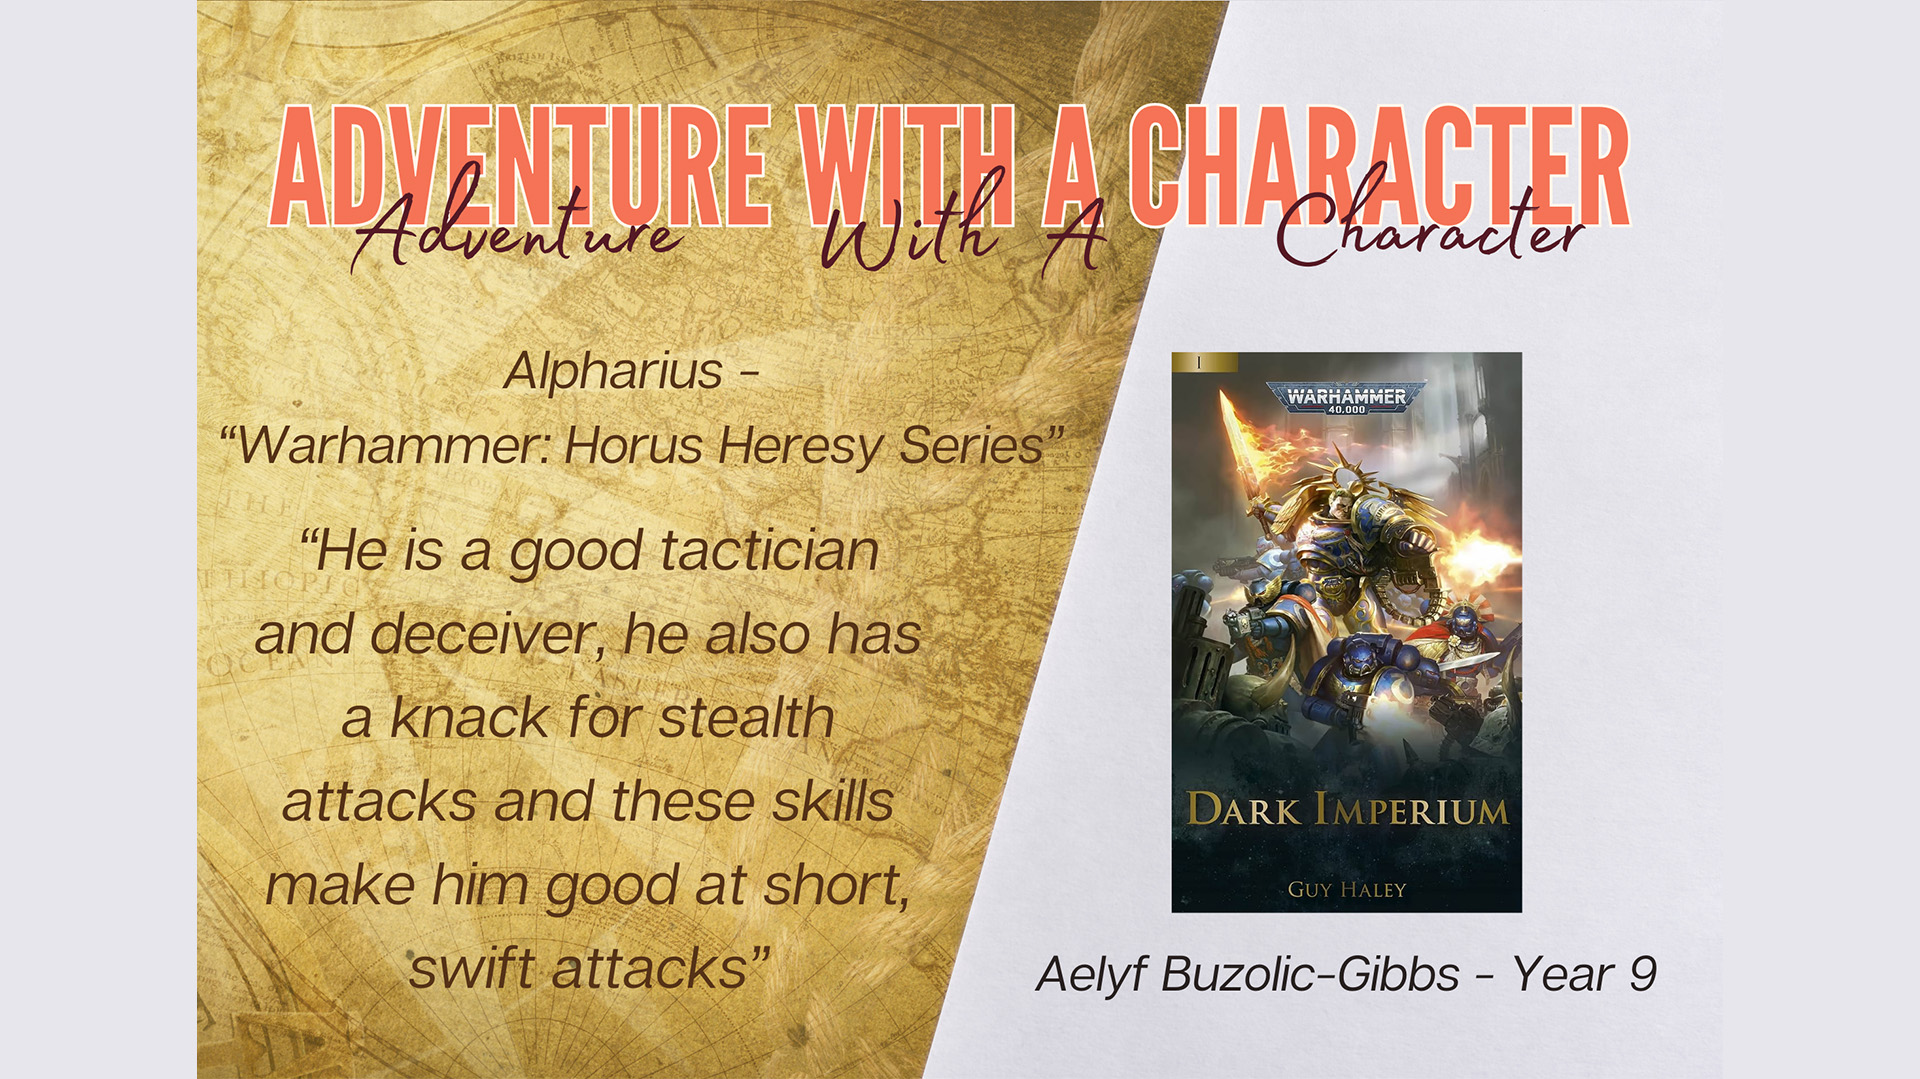 ADVENTURE WITH A CHARACTER
Adventure With A Character
Alpharius -
“Warhammer: Horus Heresy Series”
“He is a good tactician
and deceiver, he also has
a knack for stealth
attacks and these skills
make him good at short,
swift attacks”
I
WARHAMMER
40,000
DARK IMPERIUM
GUY HALEY
Aelyf Buzolic-Gibbs - Year 9
OCEAN